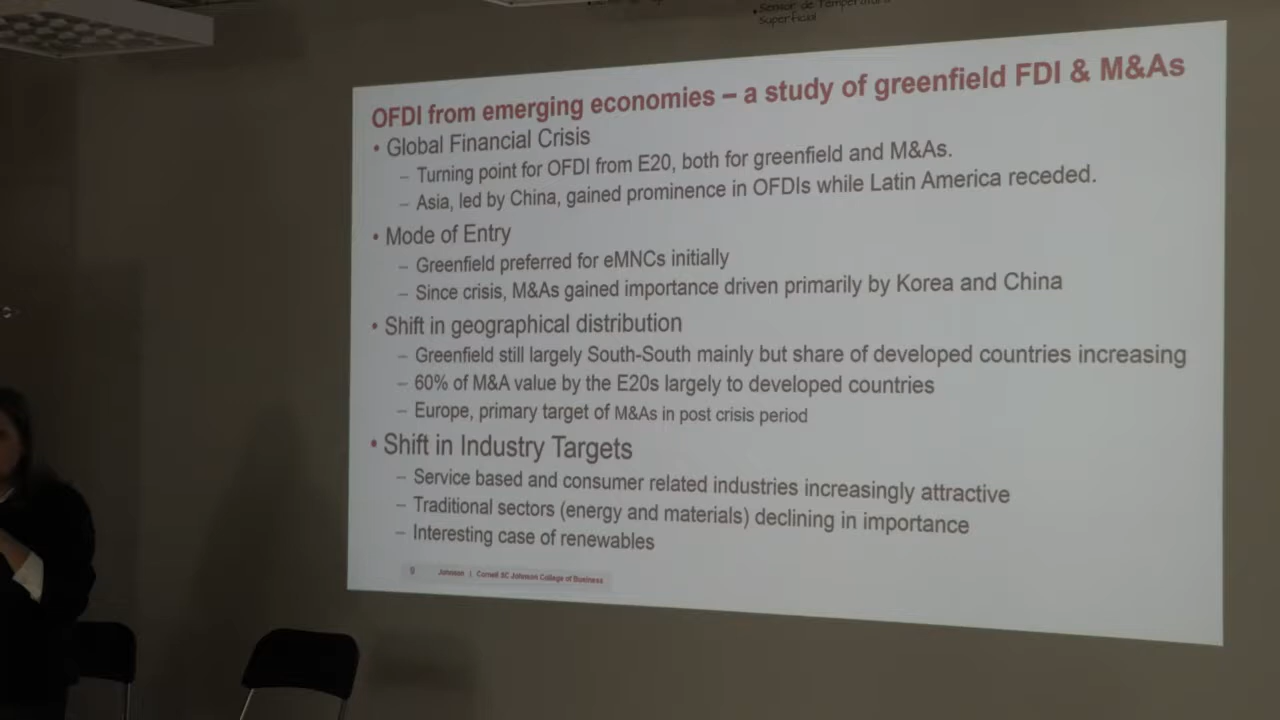 Sensor de Temperatura
Superficial
OFDI from emerging economies – a study of greenfield FDI & M&As
• Global Financial Crisis
– Turning point for OFDI from E20, both for greenfield and M&As.
– Asia, led by China, gained prominence in OFDIs while Latin America receded.
• Mode of Entry
– Greenfield preferred for eMNCs initially
– Since crisis, M&As gained importance driven primarily by Korea and China
• Shift in geographical distribution
– Greenfield still largely South-South mainly but share of developed countries increasing
– 60% of M&A value by the E20s largely to developed countries
– Europe, primary target of M&As in post crisis period
• Shift in Industry Targets
– Service based and consumer related industries increasingly attractive
– Traditional sectors (energy and materials) declining in importance
– Interesting case of renewables
9 Johnson | Cornell SC Johnson College of Business